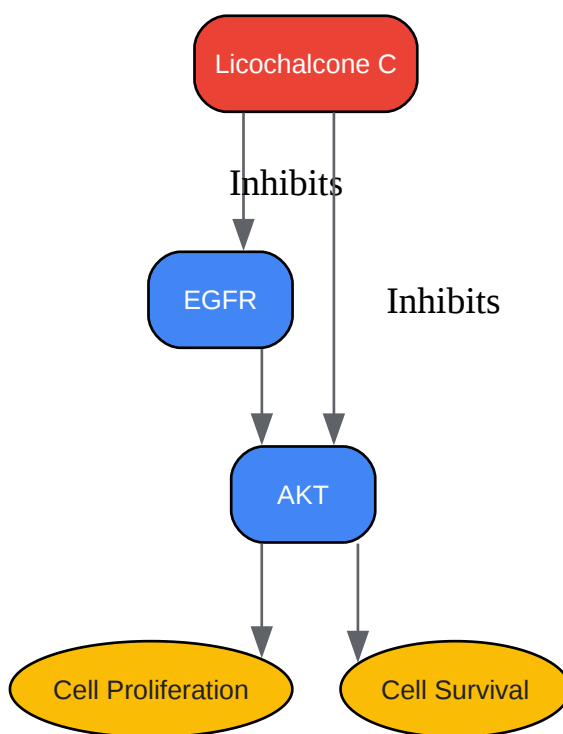 Licochalcone C
Inhibits
EGFR
Inhibits
AKT
Cell Proliferation
Cell Survival